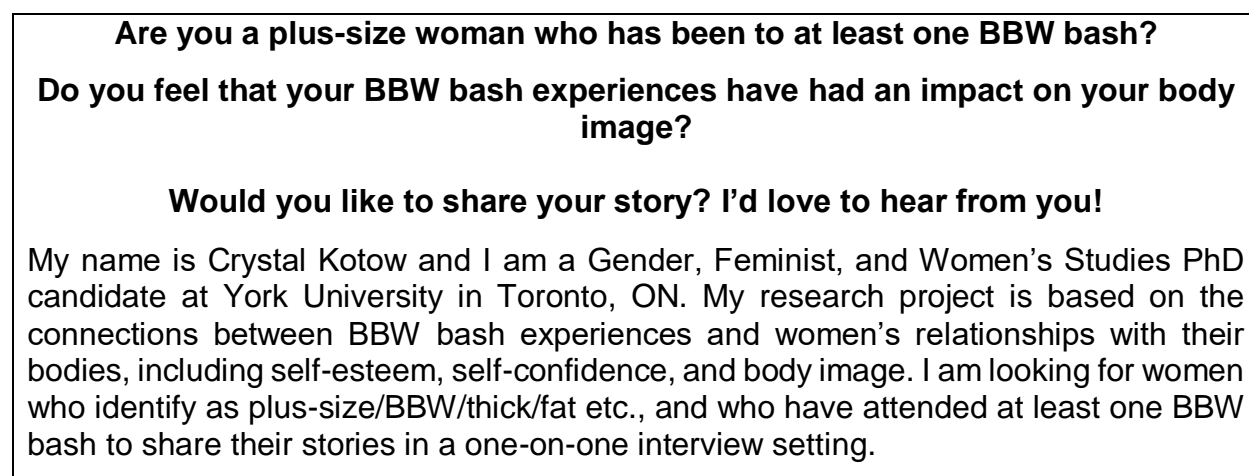 Are you a plus-size woman who has been to at least one BBW bash?
Do you feel that your BBW bash experiences have had an impact on your body
image?
Would you like to share your story? I’d love to hear from you!
My name is Crystal Kotow and I am a Gender, Feminist, and Women’s Studies PhD
candidate at York University in Toronto, ON. My research project is based on the
connections between BBW bash experiences and women’s relationships with their
bodies, including self-esteem, self-confidence, and body image. I am looking for women
who identify as plus-size/BBW/thick/fat etc., and who have attended at least one BBW
bash to share their stories in a one-on-one interview setting.